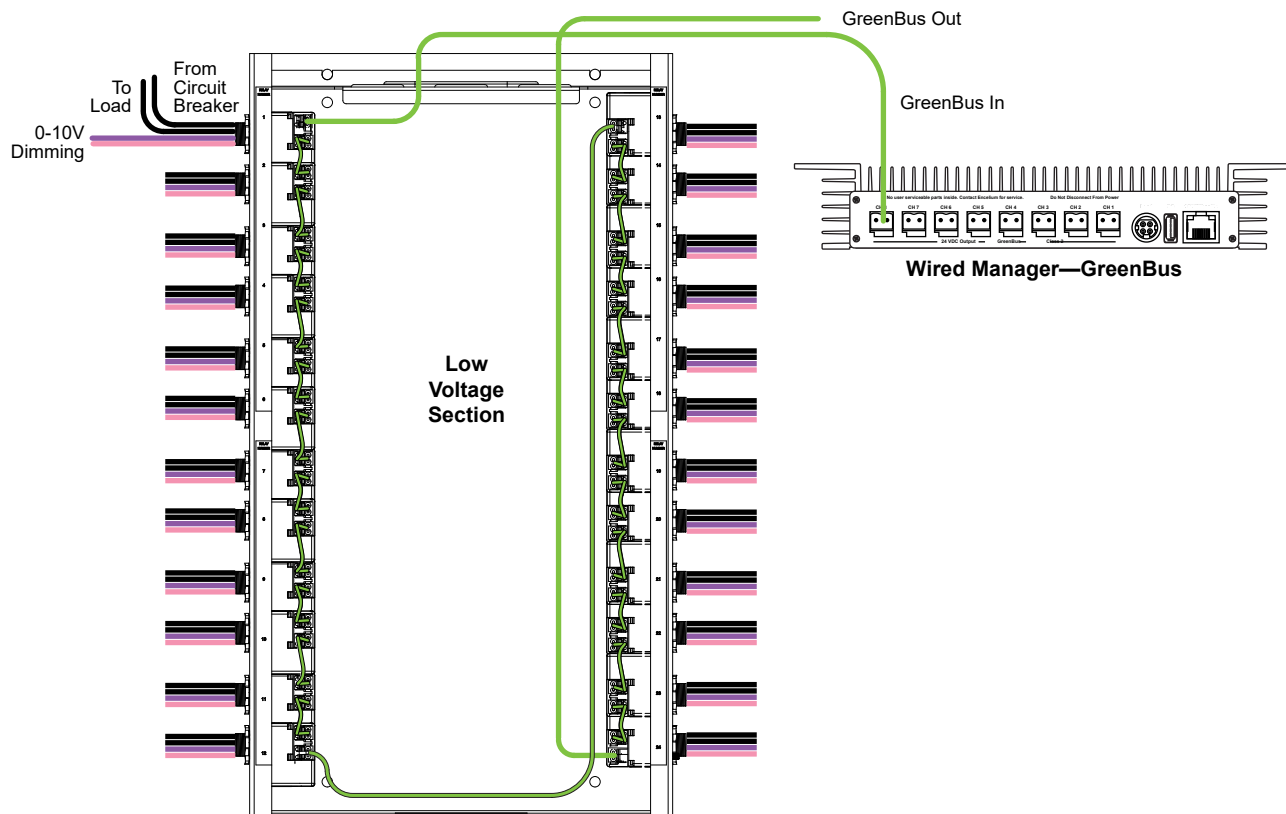 GreenBus Out
From
Circuit
Breaker
To
Load
GreenBus In
0-10V
Dimming
No user serviceable parts inside. Contact Encelium for service.
Do Not Disconnect From Power
CH 7
CH 6
CH 5
CH 4
CH 3
CH 2
CH 1
24 VDC Output
GreenBus
Wired Manager—GreenBus
Low
Voltage
Section
1
2
3
4
5
6
7
8
9
10
11
12
13
14
15
16
17
18
19
20
21
22
23
24